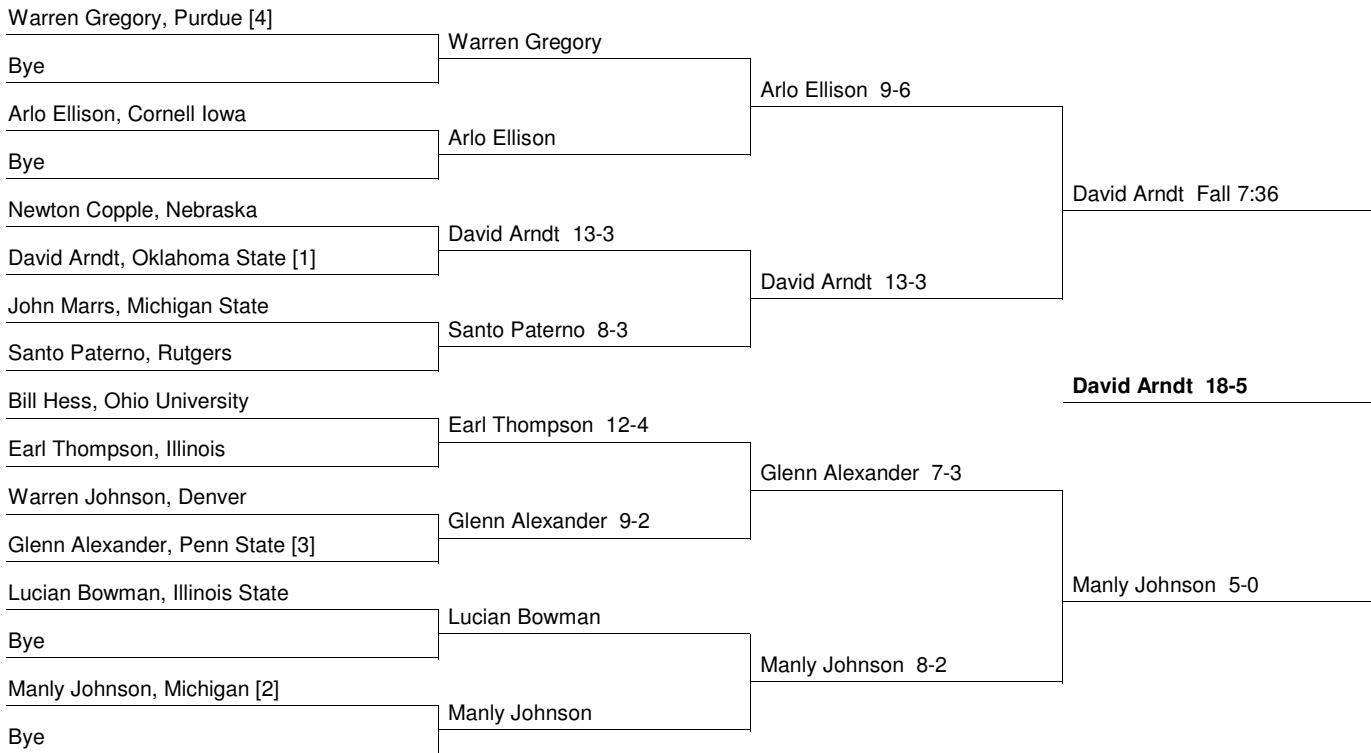 Warren Gregory, Purdue [4]
Bye
Arlo Ellison, Cornell Iowa
Bye
Newton Copple, Nebraska
David Arndt, Oklahoma State [1]
John Marrs, Michigan State
Santo Paterno, Rutgers
Bill Hess, Ohio University
Earl Thompson, Illinois
Warren Johnson, Denver
Glenn Alexander, Penn State [3]
Lucian Bowman, Illinois State
Bye
Manly Johnson, Michigan [2]
Bye
Warren Gregory
Arlo Ellison
David Arndt 13-3
Santo Paterno 8-3
Earl Thompson 12-4
Glenn Alexander 9-2
Lucian Bowman
Manly Johnson
Arlo Ellison 9-6
David Arndt 13-3
Glenn Alexander 7-3
Manly Johnson 8-2
David Arndt Fall 7:36
David Arndt 18-5
Manly Johnson 5-0